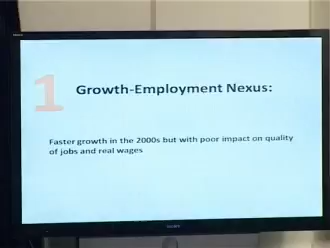 1
Growth-Employment Nexus:
Faster growth in the 2000s but with poor impact on quality
of jobs and real wages